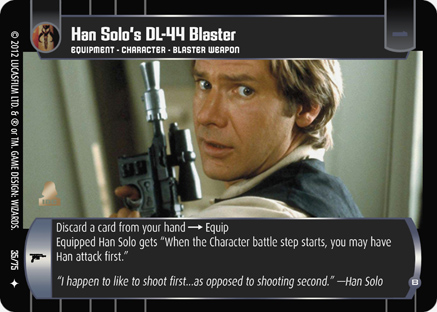 Han Solo's DL-44 Blaster
EQUIPMENT - CHARACTER - BLASTER WEAPON
© 2012 LUCASFILM LTD. & ® or TM. GAME DESIGN: WIZARDS.
35/75
Discard a card from your hand → Equip
Equipped Han Solo gets “When the Character battle step starts, you may have
Han attack first.”
“I happen to like to shoot first...as opposed to shooting second.” —Han Solo